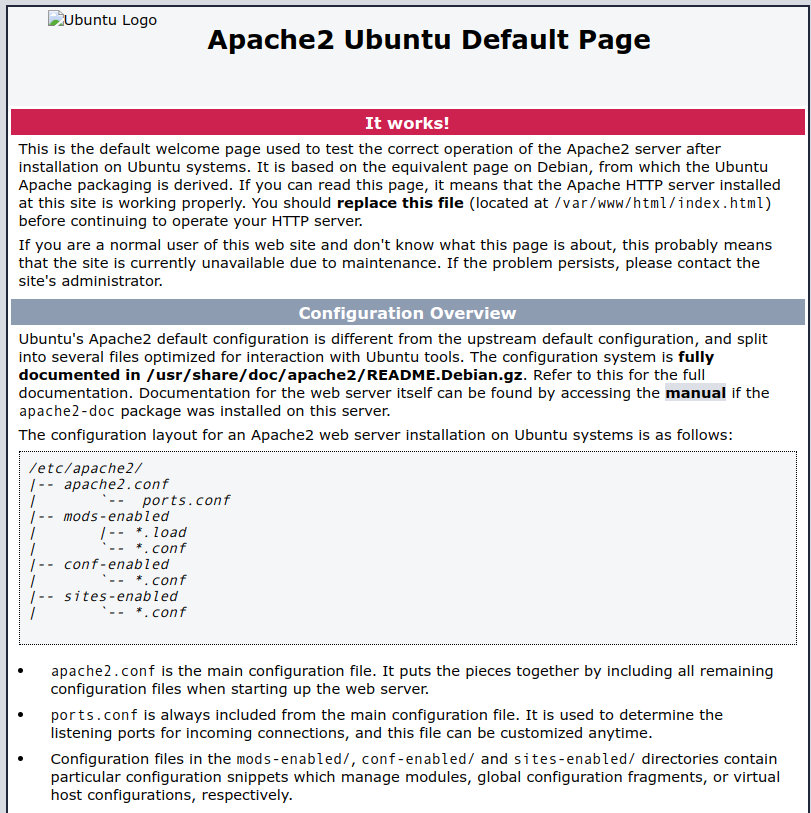 Ubuntu Logo
Apache2 Ubuntu Default Page
It works!
This is the default welcome page used to test the correct operation of the Apache2 server after
installation on Ubuntu systems. It is based on the equivalent page on Debian, from which the Ubuntu
Apache packaging is derived. If you can read this page, it means that the Apache HTTP server installed
at this site is working properly. You should replace this file (located at /var/www/html/index.html)
before continuing to operate your HTTP server.
If you are a normal user of this web site and don't know what this page is about, this probably means
that the site is currently unavailable due to maintenance. If the problem persists, please contact the
site's administrator.
Configuration Overview
Ubuntu's Apache2 default configuration is different from the upstream default configuration, and split
into several files optimized for interaction with Ubuntu tools. The configuration system is fully
documented in /usr/share/doc/apache2/README.Debian.gz. Refer to this for the full
documentation. Documentation for the web server itself can be found by accessing the manual if the
apache2-doc package was installed on this server.
The configuration layout for an Apache2 web server installation on Ubuntu systems is as follows:
/etc/apache2/
|-- apache2.conf
|       `--  ports.conf
|-- mods-enabled
|       |-- *.load
|       `-- *.conf
|-- conf-enabled
|       `-- *.conf
|-- sites-enabled
|       `-- *.conf
• apache2.conf is the main configuration file. It puts the pieces together by including all remaining
configuration files when starting up the web server.
• ports.conf is always included from the main configuration file. It is used to determine the
listening ports for incoming connections, and this file can be customized anytime.
• Configuration files in the mods-enabled/, conf-enabled/ and sites-enabled/ directories contain
particular configuration snippets which manage modules, global configuration fragments, or virtual
host configurations, respectively.